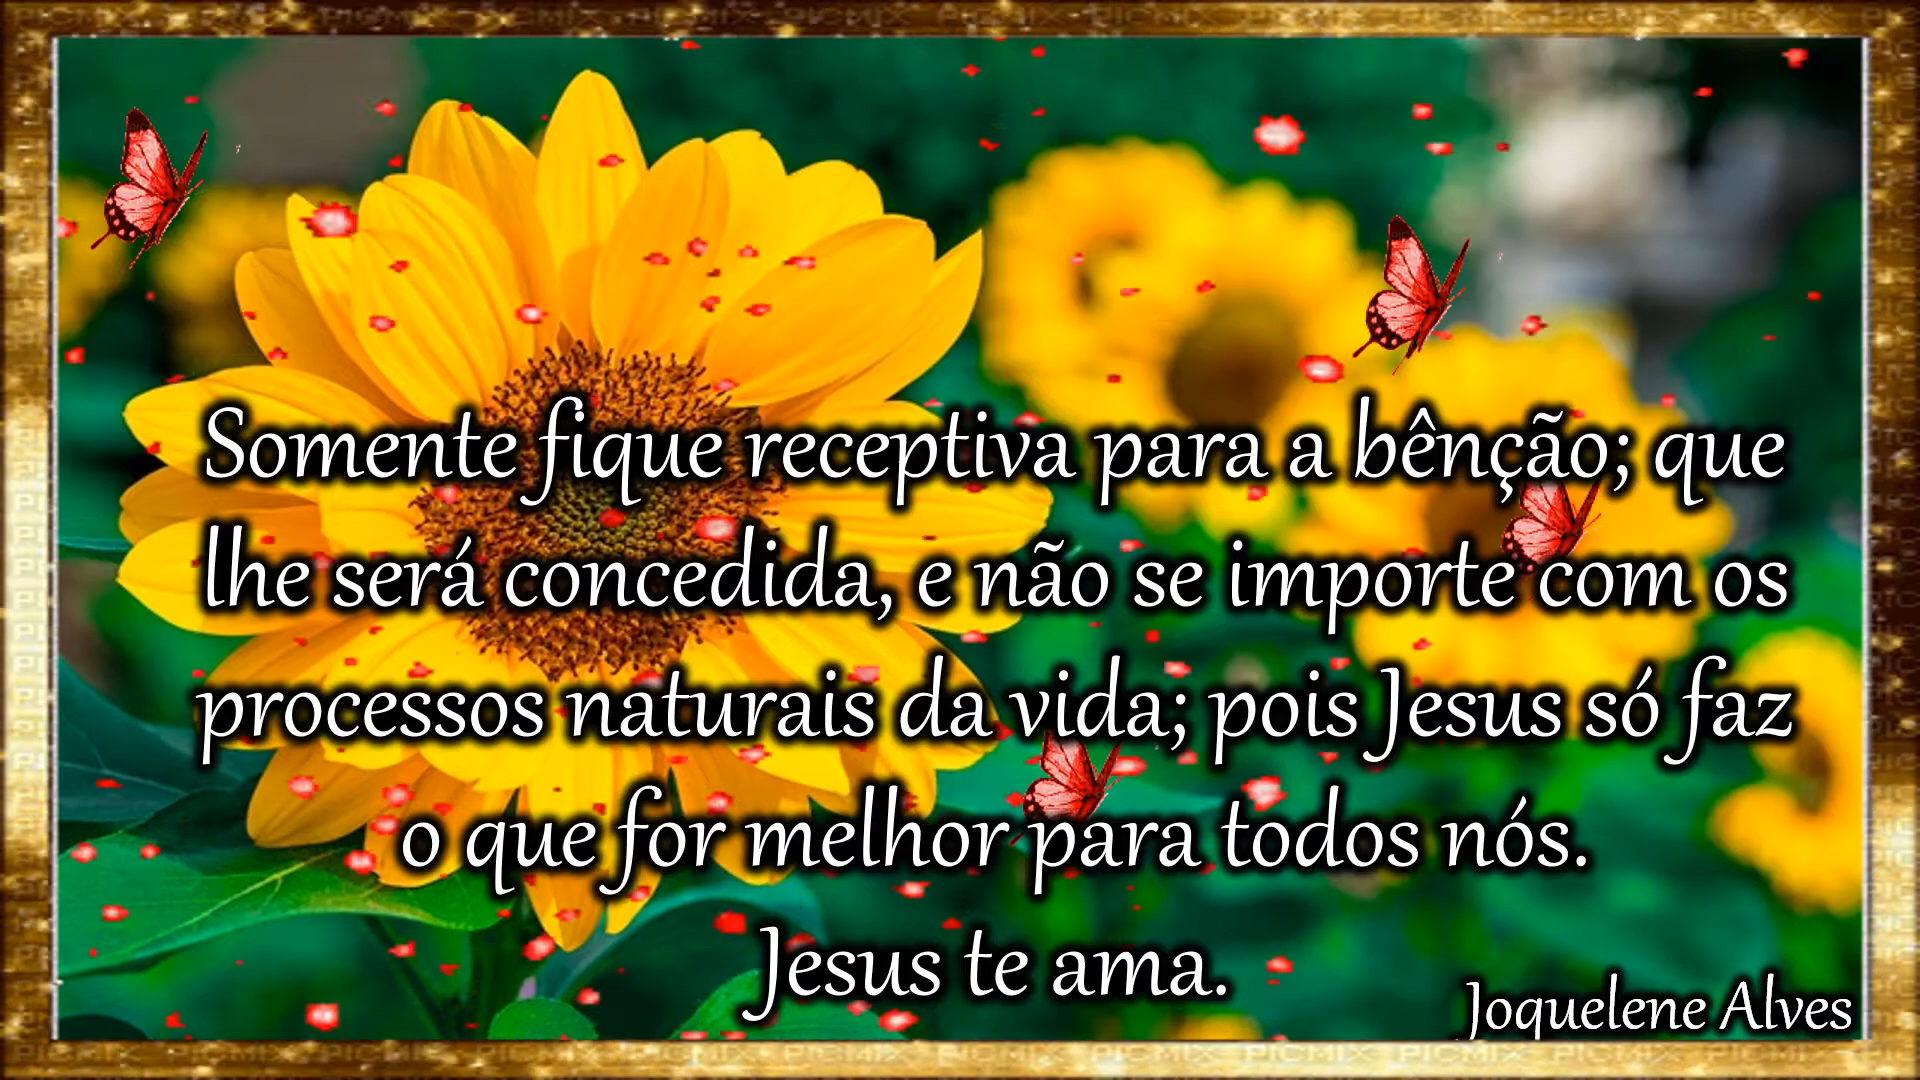 Somente fique receptiva para a bênção; que
lhe será concedida, e não se importe com os
processos naturais da vida; pois Jesus só faz
o que for melhor para todos nós.
Jesus te ama.
Joquelene Alves